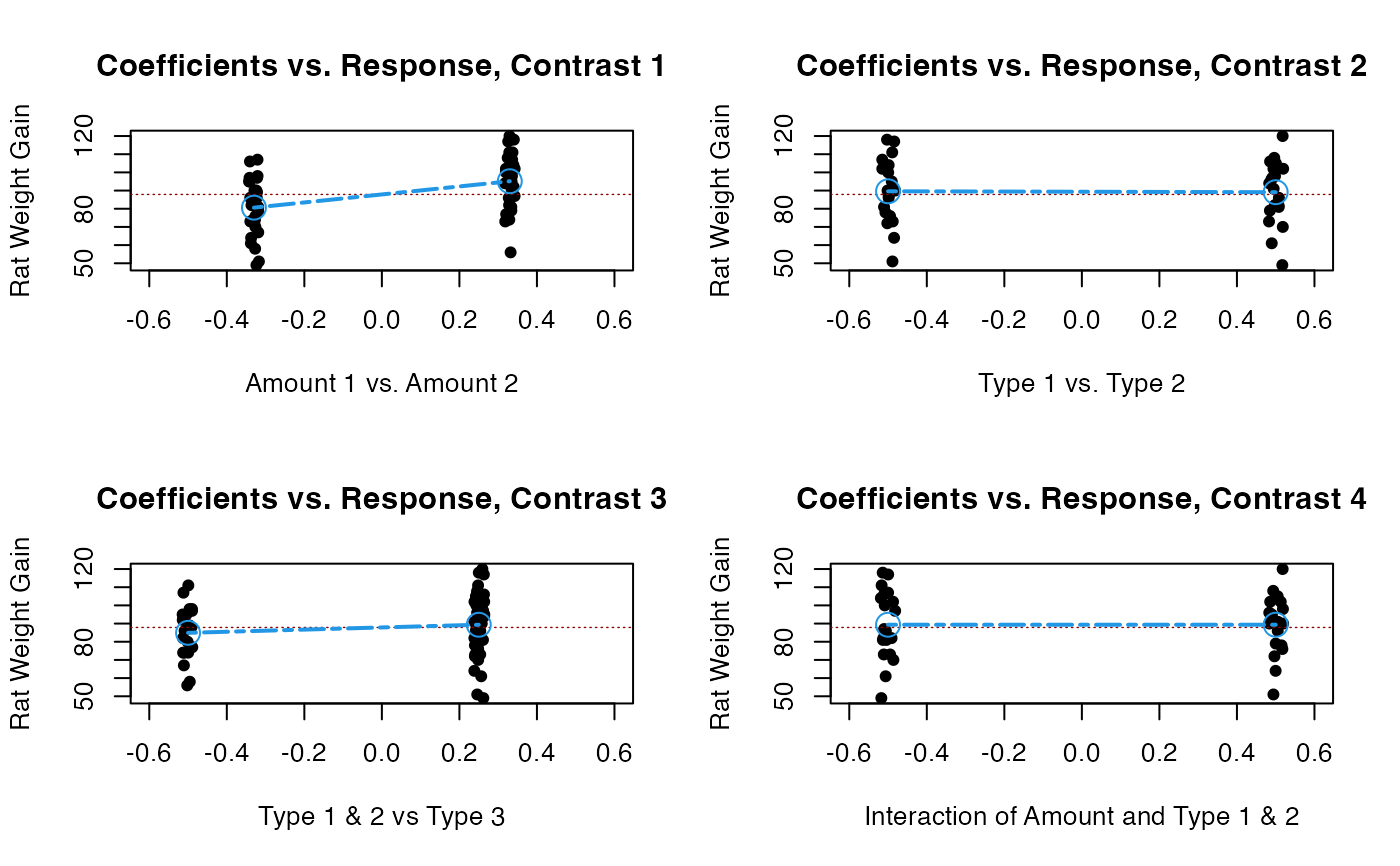 Coefficients vs. Response, Contrast 1
Rat Weight Gain
120
80
50
-0.6 -0.4 -0.2 0.0 0.2 0.4 0.6
Amount 1 vs. Amount 2
Coefficients vs. Response, Contrast 2
Rat Weight Gain
120
80
50
-0.6 -0.4 -0.2 0.0 0.2 0.4 0.6
Type 1 vs. Type 2
Coefficients vs. Response, Contrast 3
Rat Weight Gain
120
80
50
-0.6 -0.4 -0.2 0.0 0.2 0.4 0.6
Type 1 & 2 vs Type 3
Coefficients vs. Response, Contrast 4
Rat Weight Gain
120
80
50
-0.6 -0.4 -0.2 0.0 0.2 0.4 0.6
Interaction of Amount and Type 1 & 2